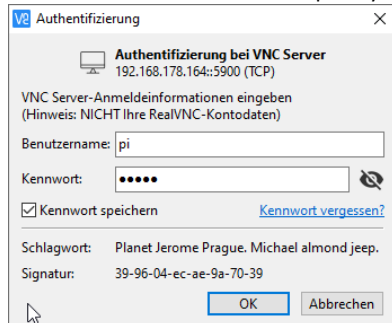 VS Authentifizierung
Authentifizierung bei VNC Server
192.168.178.164::5900 (TCP)
VNC Server-Anmeldeinformationen eingeben
(Hinweis: NICHT Ihre RealVNC-Kontodaten)
Benutzername: pi
Kennwort: •••••
Kennwort speichern Kennwort vergessen?
Schlagwort: Planet Jerome Prague. Michael almond jeep.
Signatur: 39-96-04-ec-ae-9a-70-39
OK Abbrechen